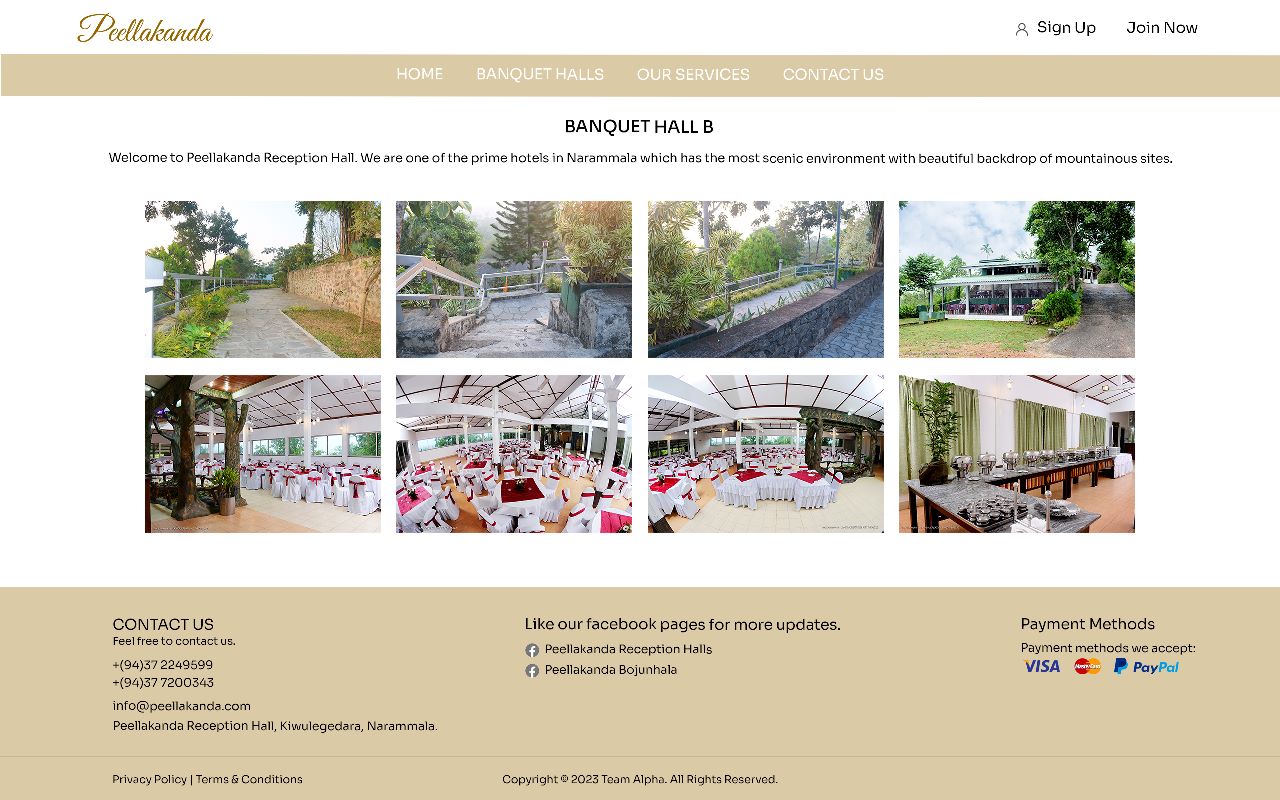 Peellakanda
Sign Up Join Now
HOME BANQUET HALLS OUR SERVICES CONTACT US
BANQUET HALL B
Welcome to Peellakanda Reception Hall. We are one of the prime hotels in Narammala which has the most scenic environment with beautiful backdrop of mountainous sites.
CONTACT US
Feel free to contact us.
+(94)37 2249599
+(94)37 7200343
info@peellakanda.com
Peellakanda Reception Hall, Kiwulegedara, Narammala.
Like our facebook pages for more updates.
Peellakanda Reception Halls
Peellakanda Bojunhala
Payment Methods
Payment methods we accept:
VISA MasterCard PayPal
Privacy Policy | Terms & Conditions
Copyright © 2023 Team Alpha. All Rights Reserved.